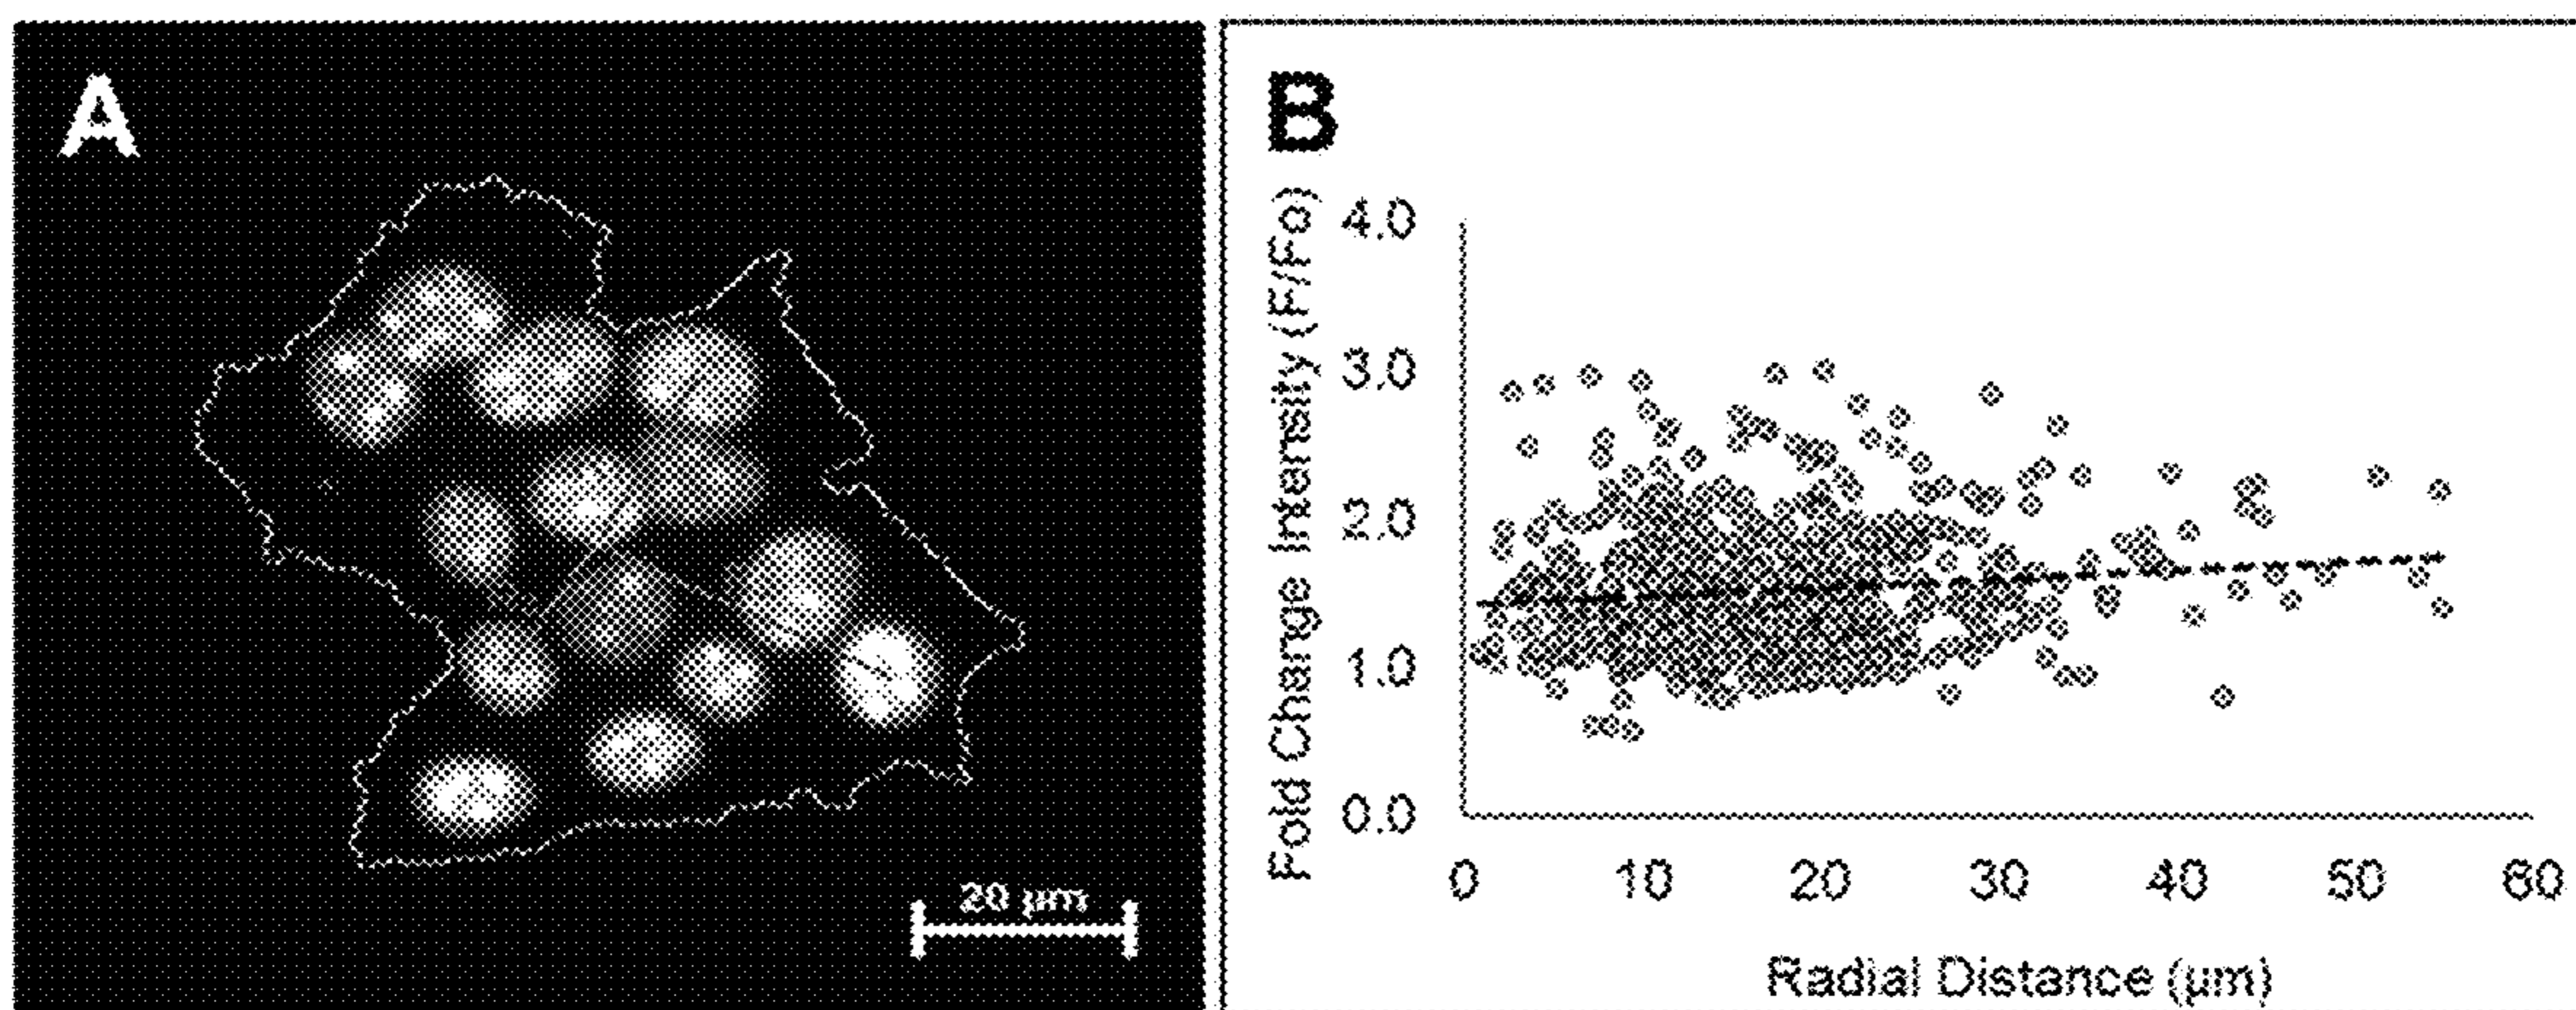 A
20 µm
B
Fold Change Intensity (F/Fo)
4.0
3.0
2.0
1.0
0.0
0 10 20 30 40 50 60
Radial Distance (µm)